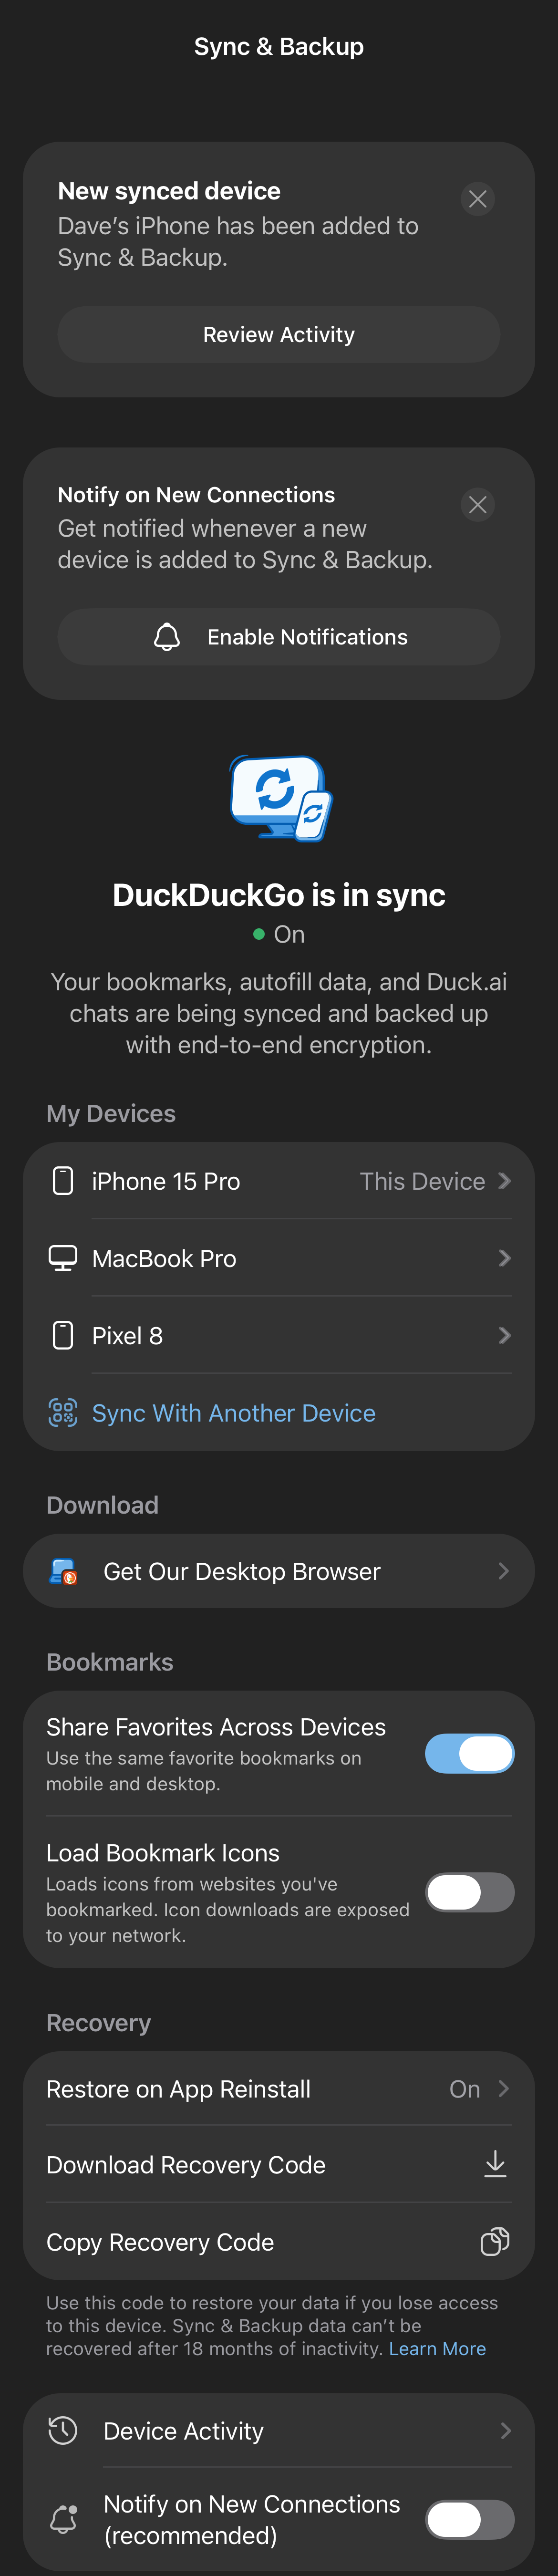 Sync & Backup
New synced device
Dave’s iPhone has been added to
Sync & Backup.
Review Activity
Notify on New Connections
Get notified whenever a new
device is added to Sync & Backup.
Enable Notifications
DuckDuckGo is in sync
On
Your bookmarks, autofill data, and Duck.ai
chats are being synced and backed up
with end-to-end encryption.
My Devices
iPhone 15 Pro This Device
MacBook Pro
Pixel 8
Sync With Another Device
Download
Get Our Desktop Browser
Bookmarks
Share Favorites Across Devices
Use the same favorite bookmarks on
mobile and desktop.
Load Bookmark Icons
Loads icons from websites you've
bookmarked. Icon downloads are exposed
to your network.
Recovery
Restore on App Reinstall On
Download Recovery Code
Copy Recovery Code
Use this code to restore your data if you lose access
to this device. Sync & Backup data can’t be
recovered after 18 months of inactivity. Learn More
Device Activity
Notify on New Connections
(recommended)